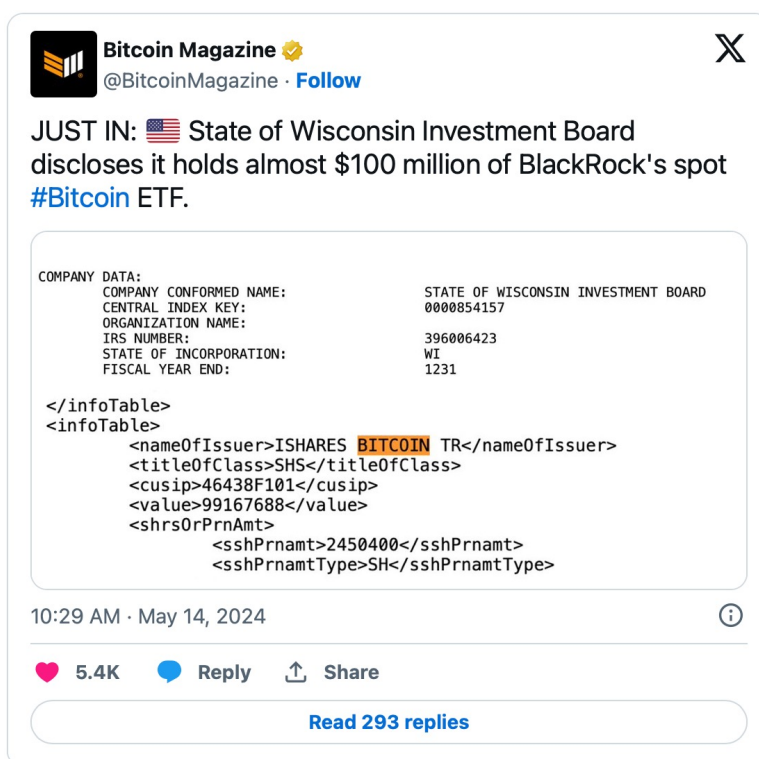 Bitcoin Magazine
@BitcoinMagazine · Follow
JUST IN: 🇺🇸 State of Wisconsin Investment Board
discloses it holds almost $100 million of BlackRock's spot
#Bitcoin ETF.
COMPANY DATA:
COMPANY CONFORMED NAME: STATE OF WISCONSIN INVESTMENT BOARD
CENTRAL INDEX KEY: 0000854157
ORGANIZATION NAME:
IRS NUMBER: 396006423
STATE OF INCORPORATION: WI
FISCAL YEAR END: 1231
</infoTable>
<infoTable>
<nameOfIssuer>ISHARES BITCOIN TR</nameOfIssuer>
<titleOfClass>SHS</titleOfClass>
<cusip>46438F101</cusip>
<value>99167688</value>
<shrsOrPrnAmt>
<sshPrnamt>2450400</sshPrnamt>
<sshPrnamtType>SH</sshPrnamtType>
10:29 AM · May 14, 2024
5.4K Reply Share
Read 293 replies